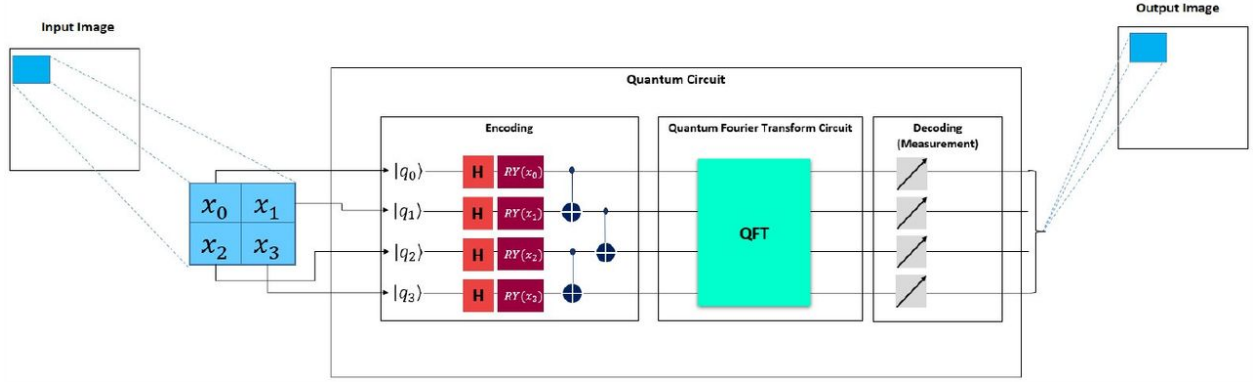 Input Image
Output Image
Quantum Circuit
Encoding
Quantum Fourier Transform Circuit
Decoding
(Measurement)
x₀ x₁
x₂ x₃
|q₀⟩ H RY(x₀)
|q₁⟩ H RY(x₁)
|q₂⟩ H RY(x₂)
|q₃⟩ H RY(x₃)
QFT